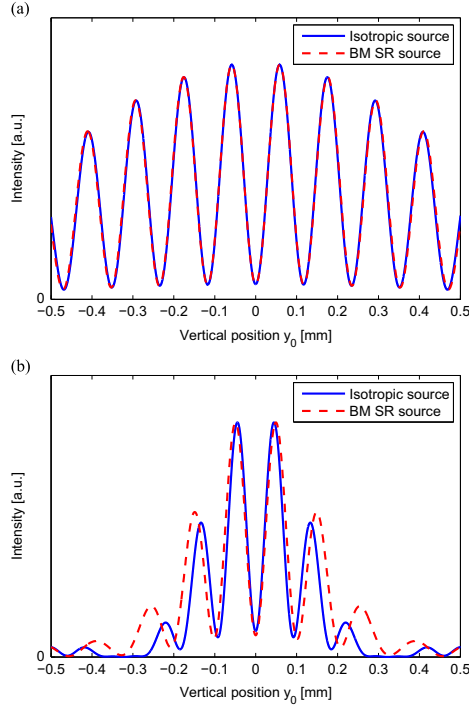 (a)
Isotropic source
BM SR source
Intensity [a.u.]
0
−0.5 −0.4 −0.3 −0.2 −0.1 0 0.1 0.2 0.3 0.4 0.5
Vertical position y0 [mm]
(b)
Isotropic source
BM SR source
Intensity [a.u.]
0
−0.5 −0.4 −0.3 −0.2 −0.1 0 0.1 0.2 0.3 0.4 0.5
Vertical position y0 [mm]